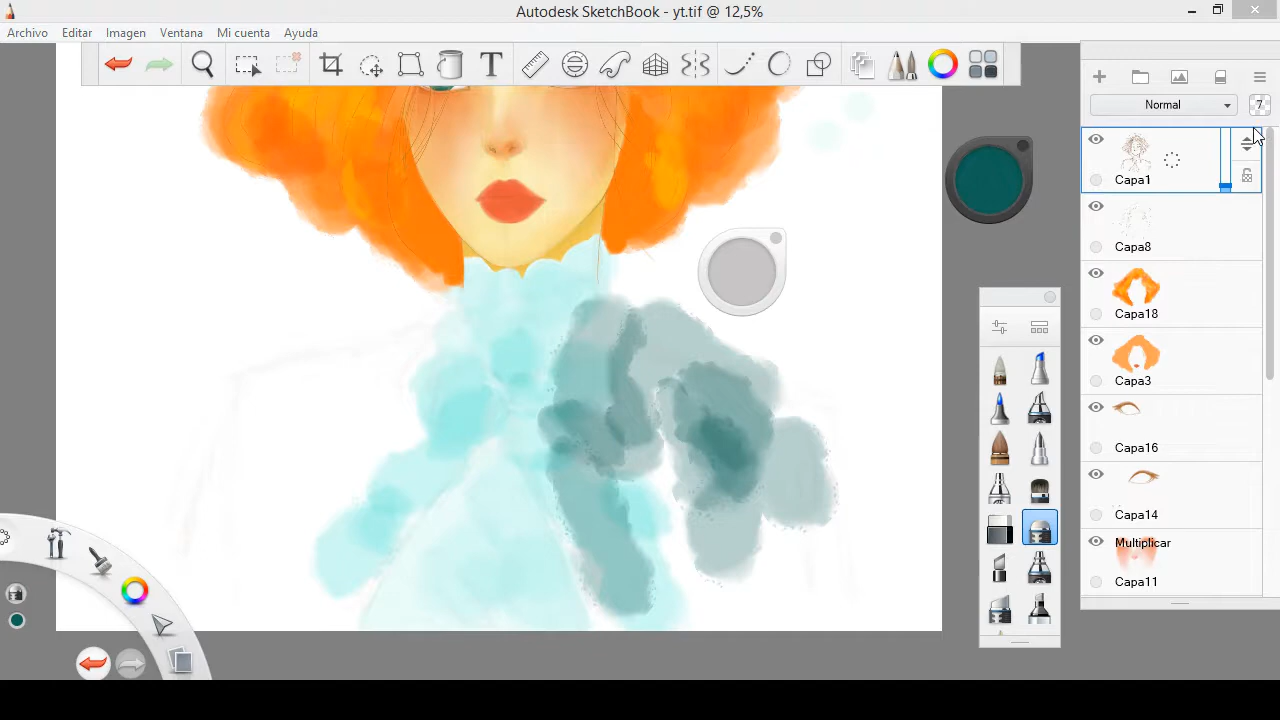 Autodesk SketchBook - yt.tif @ 12,5%
Archivo Editar Imagen Ventana Mi cuenta Ayuda
T
Normal 7
Capa1
Capa8
Capa18
Capa3
Capa16
Capa14
Multiplicar
Capa11